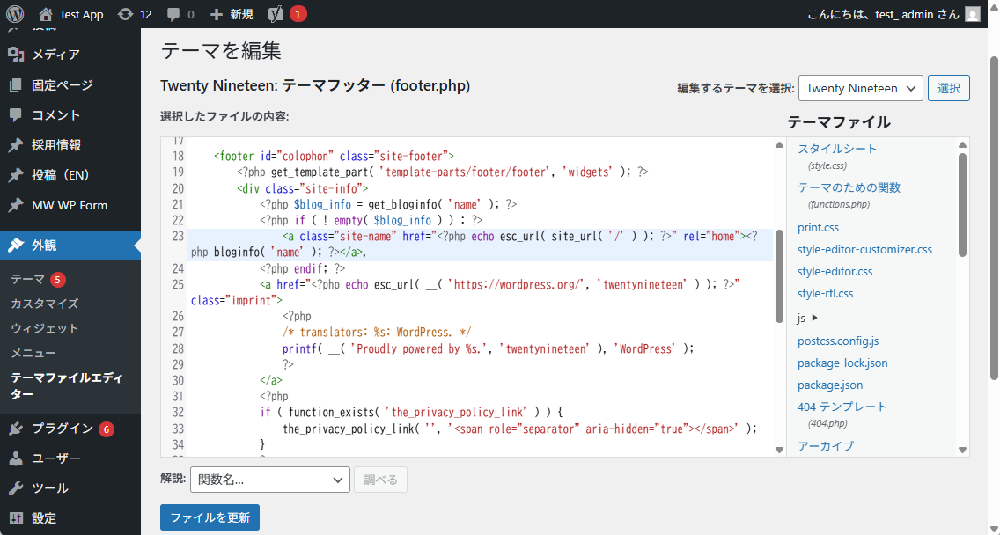 Test App 12 0 新規 1 こんにちは、test_ admin さん
メディア
固定ページ
コメント
採用情報
投稿（EN）
MW WP Form
外観
テーマ 5
カスタマイズ
ウィジェット
メニュー
テーマファイルエディ
ター
プラグイン 6
ユーザー
ツール
設定
テーマを編集
Twenty Nineteen: テーマフッター (footer.php)
編集するテーマを選択: Twenty Nineteen 選択
選択したファイルの内容:
17
18 <footer id="colophon" class="site-footer">
19 <?php get_template_part( 'template-parts/footer/footer', 'widgets' ); ?>
20 <div class="site-info">
21 <?php $blog_info = get_bloginfo( 'name' ); ?>
22 <?php if ( ! empty( $blog_info ) ) : ?>
23 <a class="site-name" href="<?php echo esc_url( site_url( '/' ) ); ?>" rel="home"><?
php bloginfo( 'name' ); ?></a>,
24 <?php endif; ?>
25 <a href="<?php echo esc_url( __( 'https://wordpress.org/', 'twentynineteen' ) ); ?>"
class="imprint">
26 <?php
27 /* translators: %s: WordPress. */
28 printf( __( 'Proudly powered by %s.', 'twentynineteen' ), 'WordPress' );
29 ?>
30 </a>
31 <?php
32 if ( function_exists( 'the_privacy_policy_link' ) ) {
33 the_privacy_policy_link( '', '<span role="separator" aria-hidden="true"></span>' );
34 }
テーマファイル
スタイルシート
(style.css)
テーマのための関数
(functions.php)
print.css
style-editor-customizer.css
style-editor.css
style-rtl.css
js
postcss.config.js
package-lock.json
package.json
404 テンプレート
(404.php)
アーカイブ
解説: 関数名... 調べる
ファイルを更新